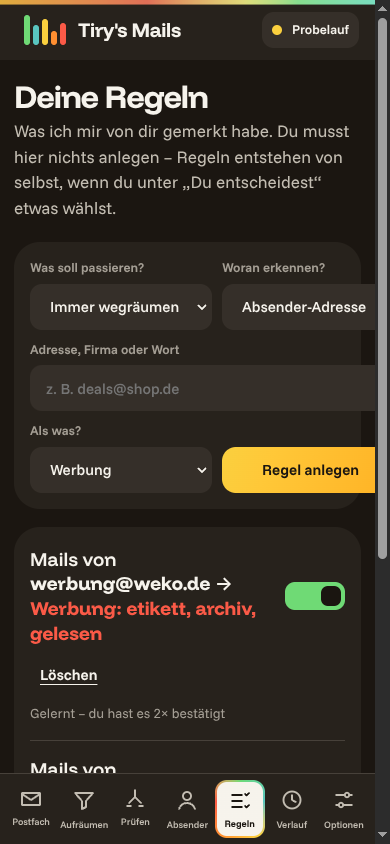 Tiry's Mails
Probelauf
Deine Regeln
Was ich mir von dir gemerkt habe. Du musst
hier nichts anlegen – Regeln entstehen von
selbst, wenn du unter „Du entscheidest“
etwas wählst.
Was soll passieren?
Woran erkennen?
Immer wegräumen
Absender-Adresse
Adresse, Firma oder Wort
z. B. deals@shop.de
Als was?
Werbung
Regel anlegen
Mails von
werbung@weko.de →
Werbung: etikett, archiv,
gelesen
Löschen
Gelernt – du hast es 2× bestätigt
Mails von
Postfach
Aufräumen
Prüfen
Absender
Regeln
Verlauf
Optionen